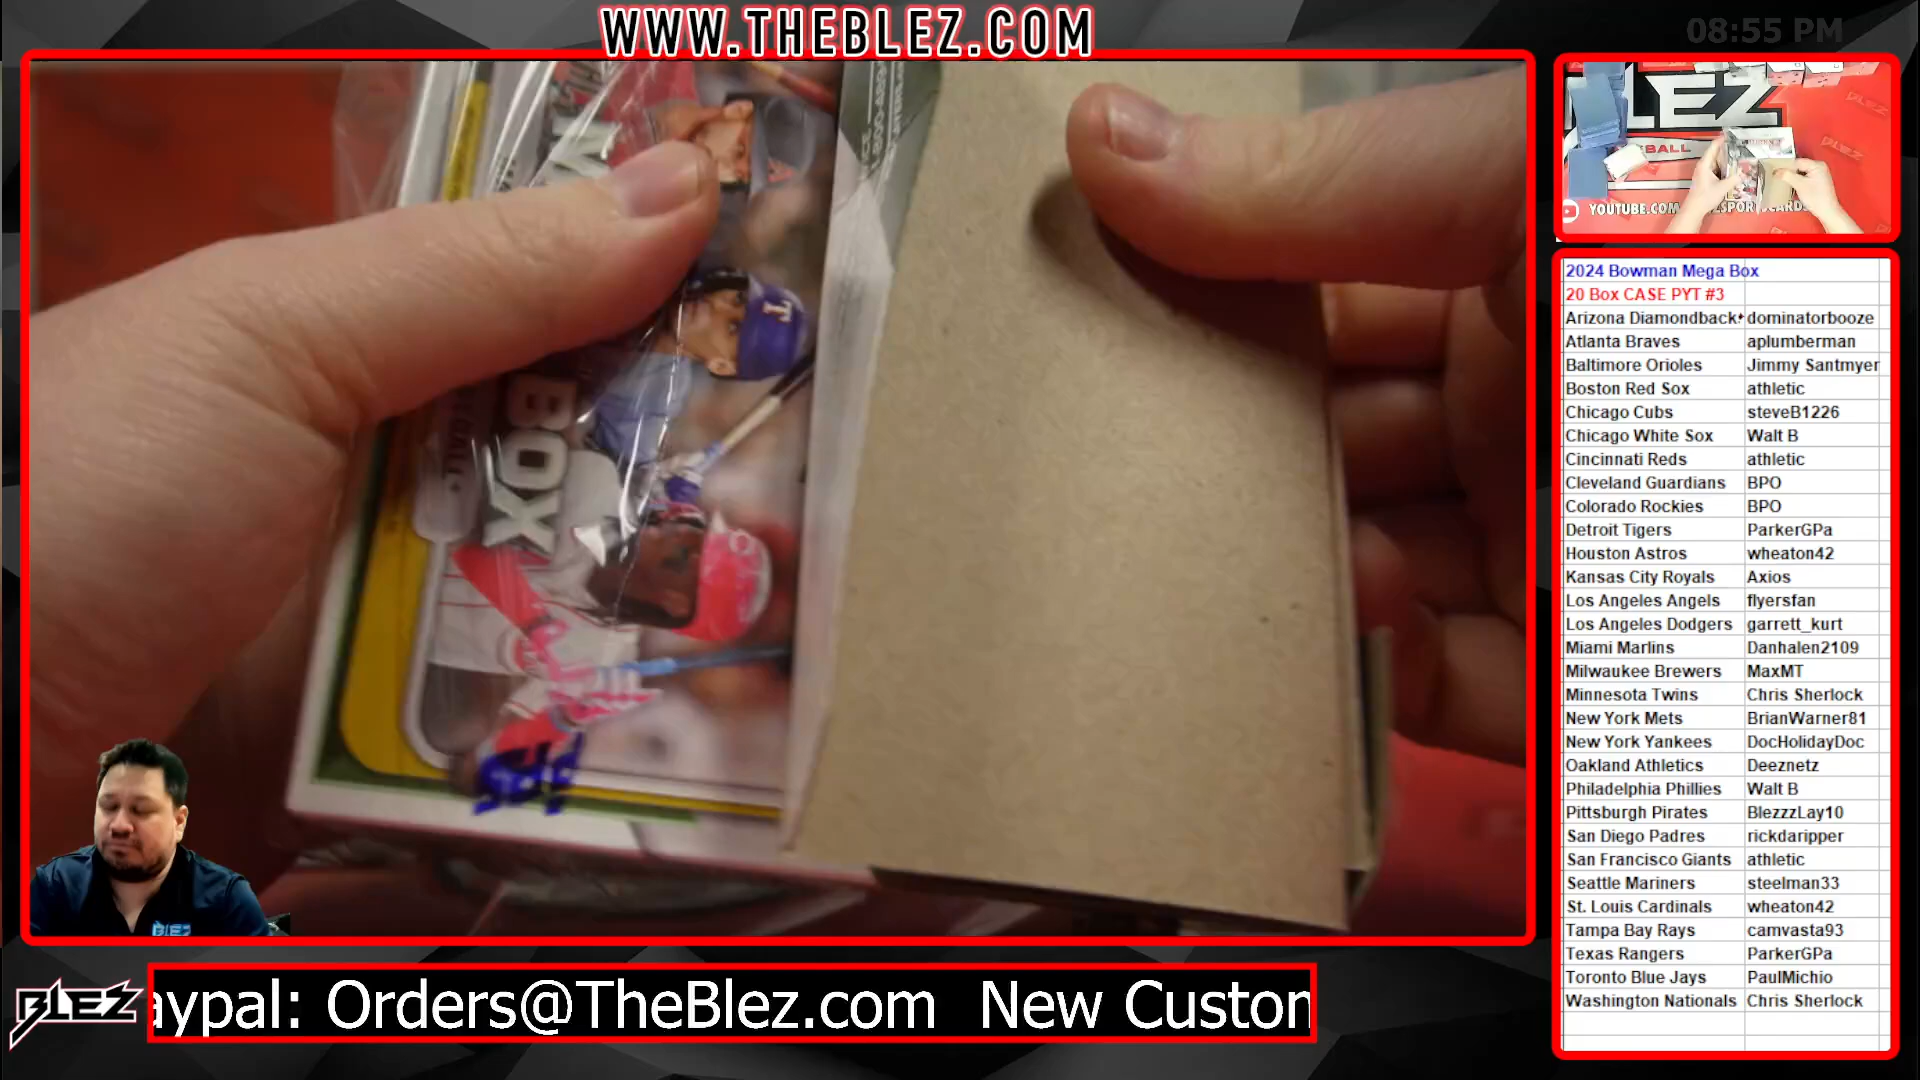 WWW.THEBLEZ.COM
08:55 PM
BOX
T
BLEZ
BALL
YOUTUBE.COM
2024 Bowman Mega Box
20 Box CASE PYT #3
Arizona Diamondback dominatorbooze
Atlanta Braves aplumberman
Baltimore Orioles Jimmy Santmyer
Boston Red Sox athletic
Chicago Cubs steveB1226
Chicago White Sox Walt B
Cincinnati Reds athletic
Cleveland Guardians BPO
Colorado Rockies BPO
Detroit Tigers ParkerGPa
Houston Astros wheaton42
Kansas City Royals Axios
Los Angeles Angels flyersfan
Los Angeles Dodgers garrett_kurt
Miami Marlins Danhalen2109
Milwaukee Brewers MaxMT
Minnesota Twins Chris Sherlock
New York Mets BrianWarner81
New York Yankees DocHolidayDoc
Oakland Athletics Deeznetz
Philadelphia Phillies Walt B
Pittsburgh Pirates BlezzzLay10
San Diego Padres rickdaripper
San Francisco Giants athletic
Seattle Mariners steelman33
St. Louis Cardinals wheaton42
Tampa Bay Rays camvasta93
Texas Rangers ParkerGPa
Toronto Blue Jays PaulMichio
Washington Nationals Chris Sherlock
BLEZ
BLEZ
aypal: Orders@TheBlez.com New Custom